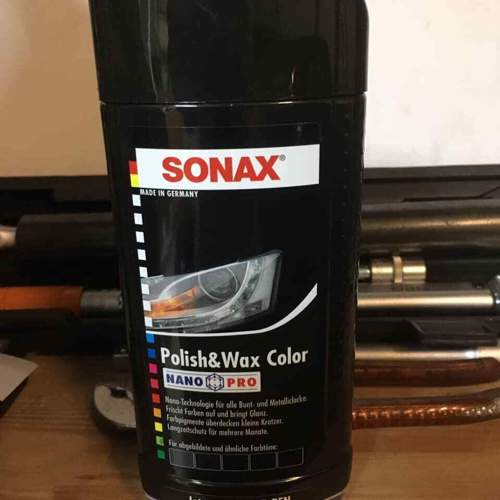 SONAX®
MADE IN GERMANY
Polish&Wax Color
NANO PRO
Nano-Technologie für alle Bunt- und Metalliclacke.
Frischt Farben auf und bringt Glanz.
Farbpigmente überdecken kleine Kratzer.
Langzeitschutz für mehrere Monate.
Für abgebildete und ähnliche Farbtöne: